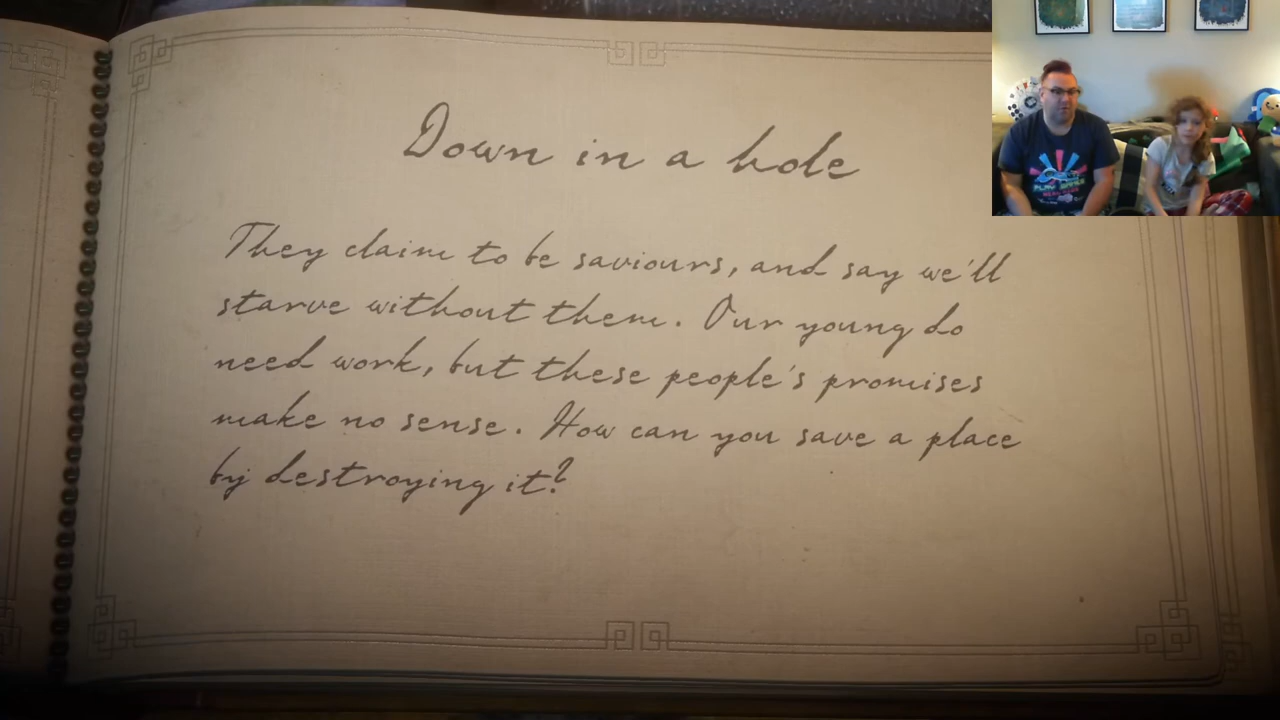 Down in a hole
They claim to be saviours, and say we'll
starve without them. Our young do
need work, but these people's promises
make no sense. How can you save a place
by destroying it?